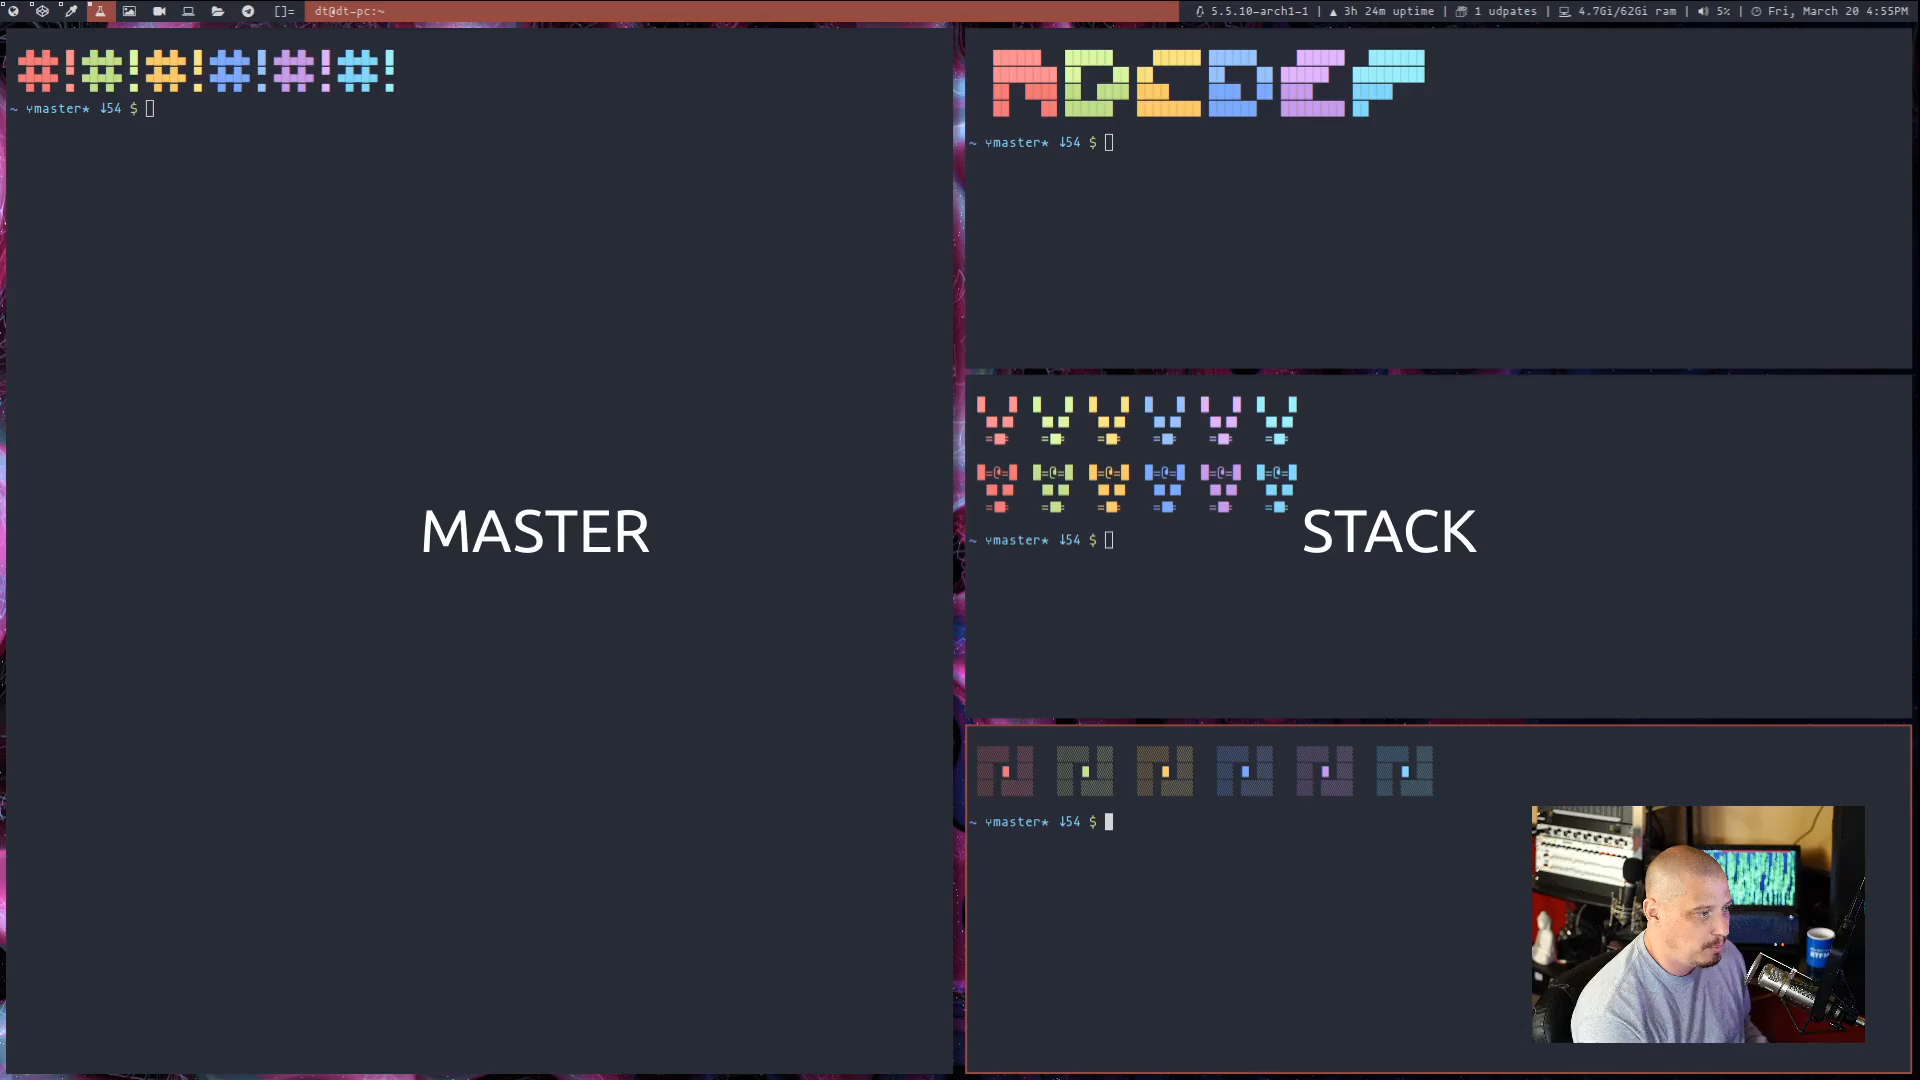 []= dt@dt-pc:~ 5.5.10-arch1-1 | ▲ 3h 24m uptime | 1 udpates | 4.7Gi/62Gi ram | 5% | Fri, March 20 4:55PM
#!#!#!#!#!#!
~ master* ↓54 $
ABCDEF
~ master* ↓54 $
~ master* ↓54 $
~ master* ↓54 $
MASTER
STACK